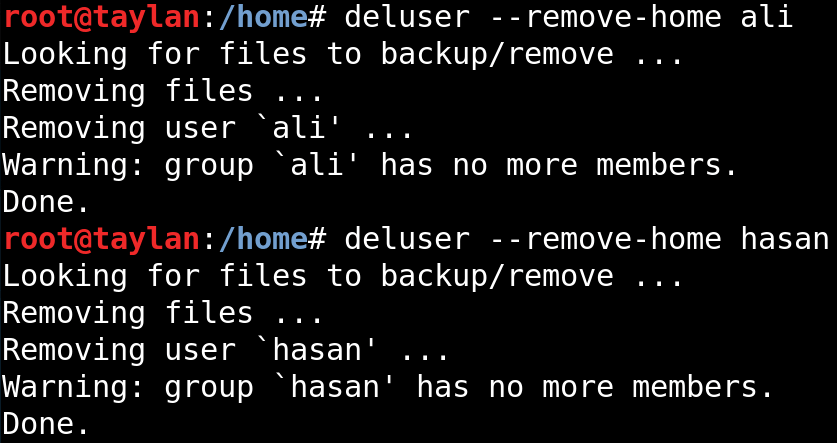 root@taylan:/home# deluser --remove-home ali
Looking for files to backup/remove ...
Removing files ...
Removing user `ali' ...
Warning: group `ali' has no more members.
Done.
root@taylan:/home# deluser --remove-home hasan
Looking for files to backup/remove ...
Removing files ...
Removing user `hasan' ...
Warning: group `hasan' has no more members.
Done.